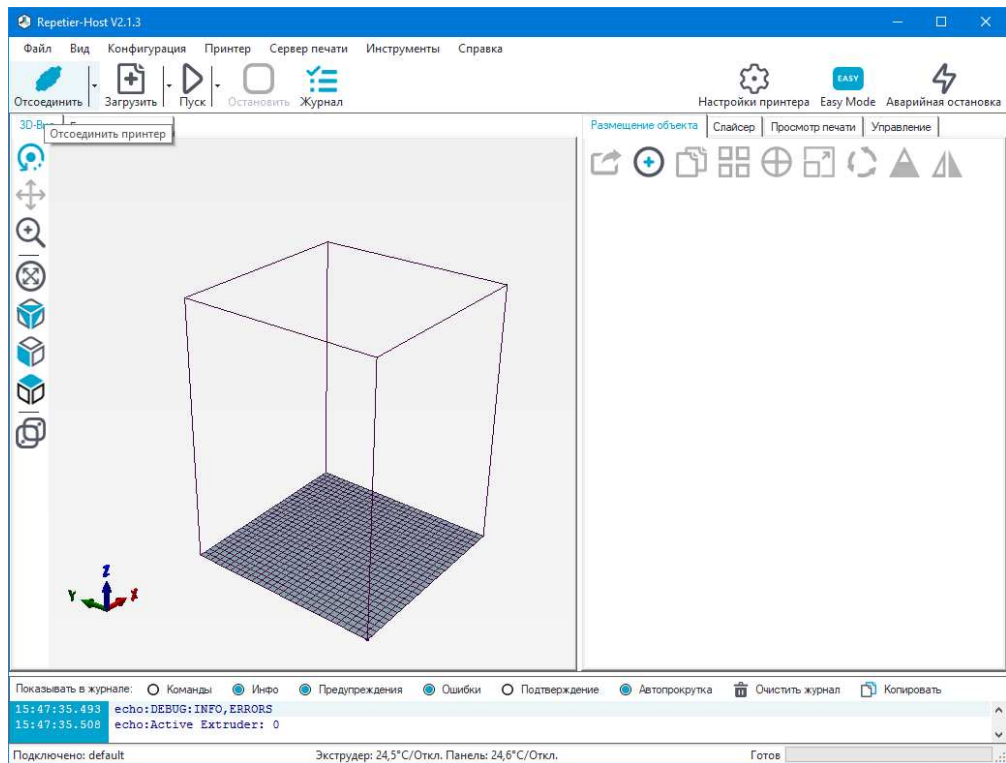 Repetier-Host V2.1.3
Файл Вид Конфигурация Принтер Сервер печати Инструменты Справка
Отсоединить Загрузить Пуск Остановить Журнал Настройки принтера Easy Mode Аварийная остановка
EASY
3D-Ви
Отсоединить принтер
Размещение объекта Слайсер Просмотр печати Управление
Z
Y X
Показывать в журнале: Команды Инфо Предупреждения Ошибки Подтверждение Автопрокрутка Очистить журнал Копировать
15:47:35.493 echo:DEBUG:INFO,ERRORS
15:47:35.508 echo:Active Extruder: 0
Подключено: default Экструдер: 24,5°C/Откл. Панель: 24,6°C/Откл. Готов